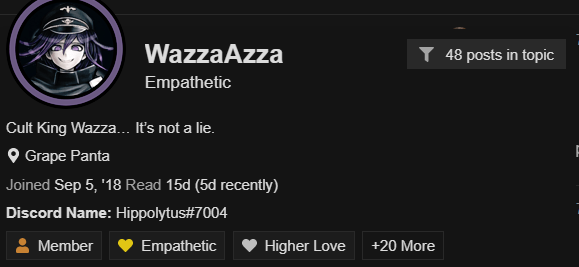 WazzaAzza
48 posts in topic
Empathetic
Cult King Wazza... It's not a lie.
Grape Panta
Joined Sep 5, '18 Read 15d (5d recently)
Discord Name: Hippolytus#7004
Member Empathetic Higher Love +20 More